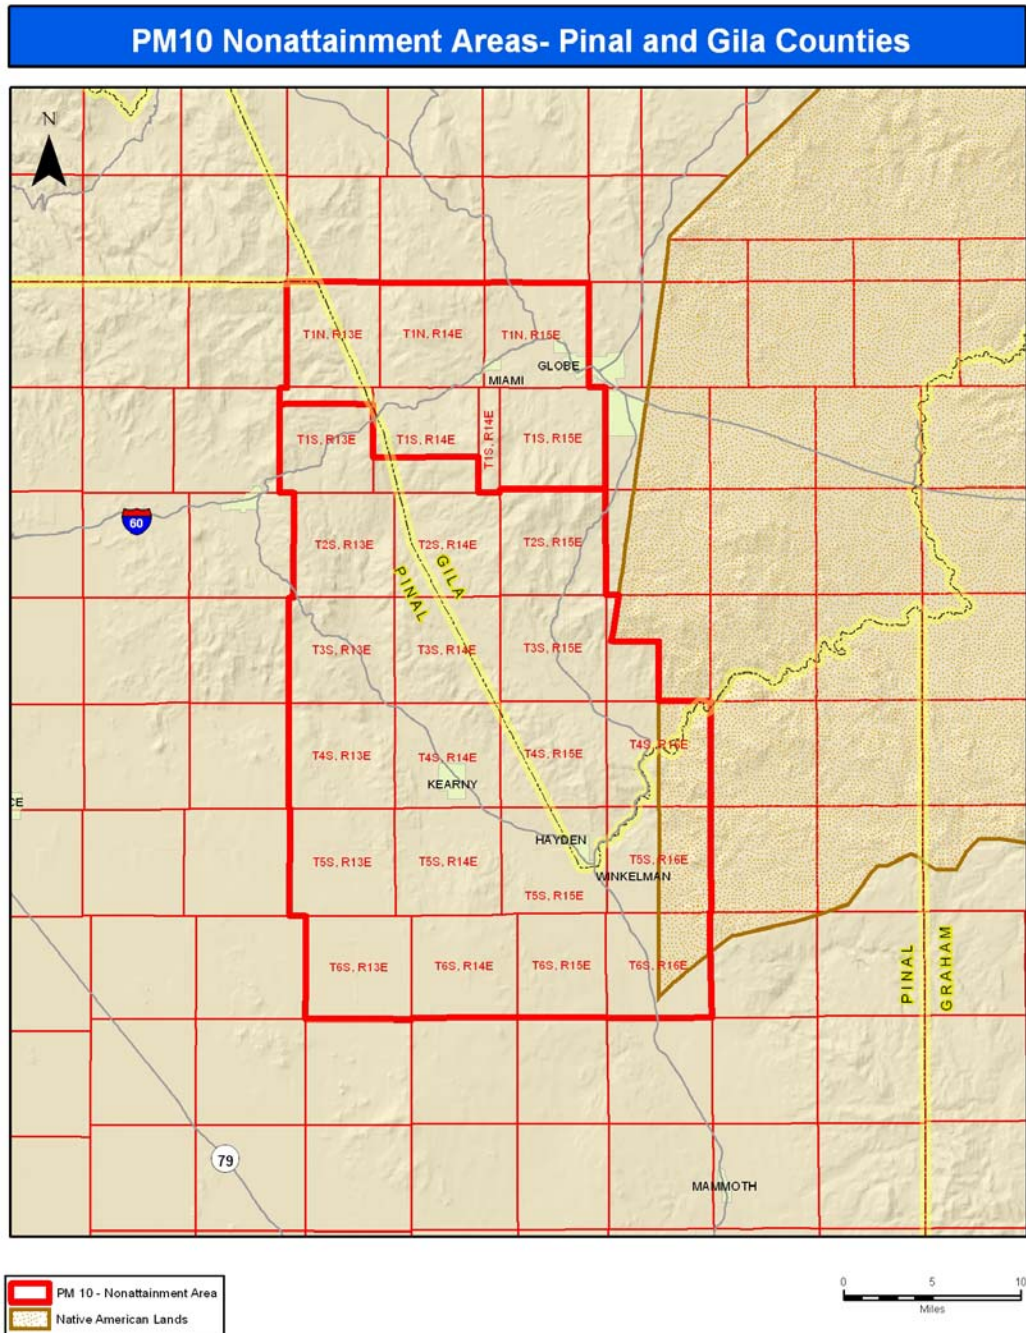 PM10 Nonattainment Areas- Pinal and Gila Counties
N
T1N, R13E
T1N, R14E
T1N, R15E
GLOBE
MIAMI
T1S, R13E
T1S, R14E
T1S, R14E
T1S, R15E
60
T2S, R13E
T2S, R14E
T2S, R15E
GILA
PINAL
T3S, R13E
T3S, R14E
T3S, R15E
T4S, R13E
T4S, R14E
T4S, R15E
T4S, R16E
KEARNY
CE
HAYDEN
T5S, R13E
T5S, R14E
T5S, R16E
WINKELMAN
T5S, R15E
T6S, R13E
T6S, R14E
T6S, R15E
T6S, R16E
PINAL
GRAHAM
79
MAMMOTH
PM 10 - Nonattainment Area
Native American Lands
0 5 10
Miles